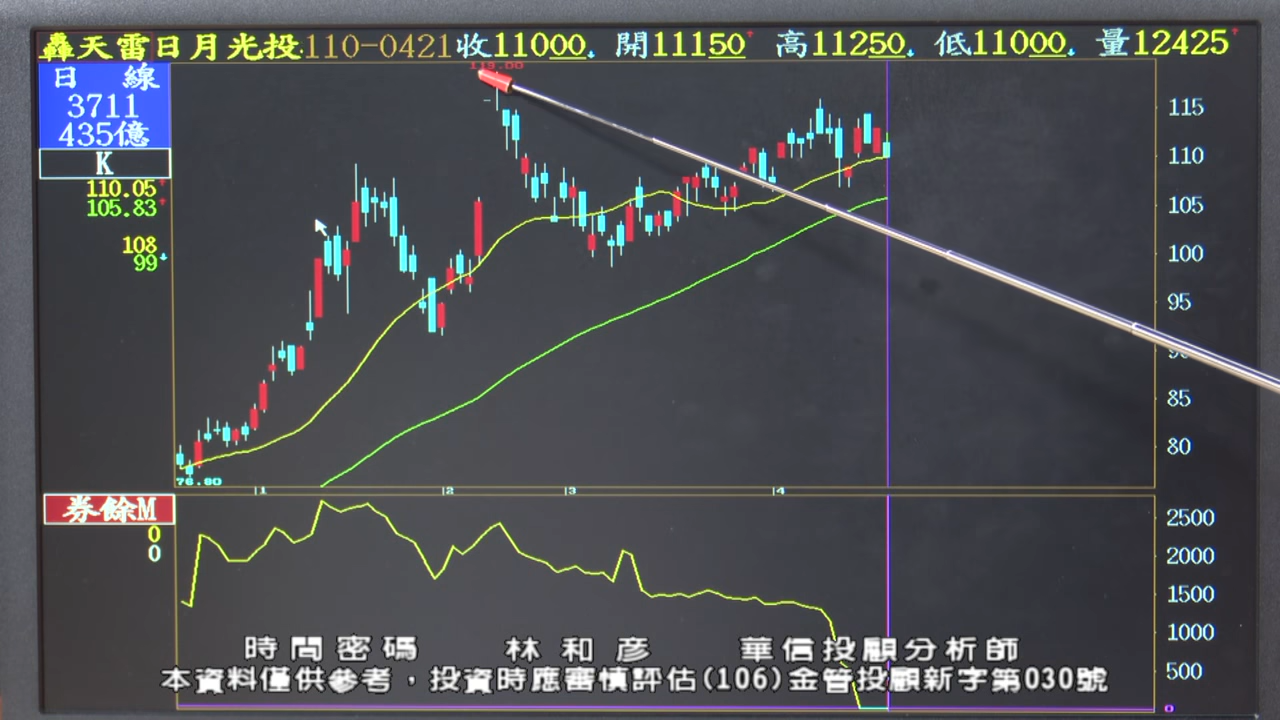 轟天雷日月光投110-0421收11000↓ 開11150↑ 高11250↓ 低11000↓ 量12425↑
日 線
3711
435億
K
110.05↑
105.83↑
108
99↓
119.00
115
110
105
100
95
85
80
76.80
1 2 3 4
券餘M
0
0
2500
2000
1500
1000
500
0
時間密碼 林和彥 華信投顧分析師
本資料僅供參考,投資時應審慎評估(106)金管投顧新字第030號